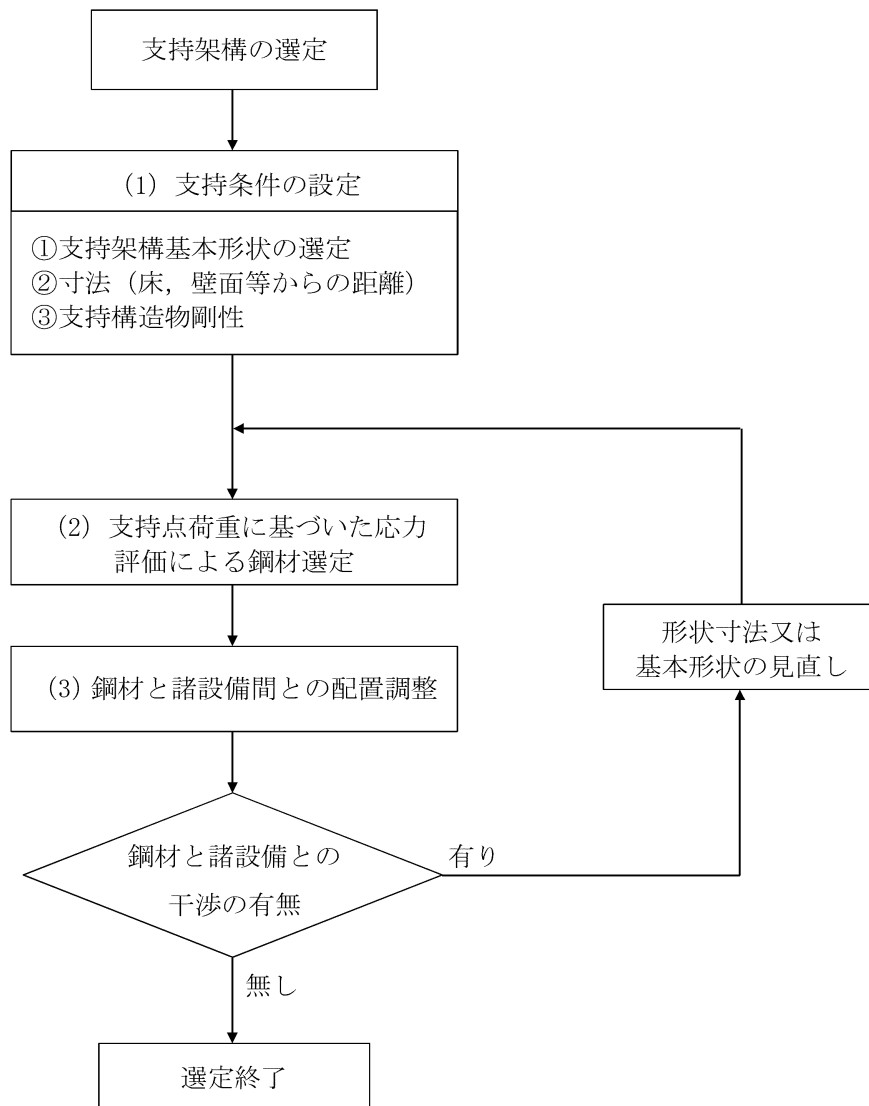 支持架構の選定
(1) 支持条件の設定
①支持架構基本形状の選定
②寸法（床，壁面等からの距離）
③支持構造物剛性
(2) 支持点荷重に基づいた応力
評価による鋼材選定
形状寸法又は
基本形状の見直し
(3) 鋼材と諸設備間との配置調整
鋼材と諸設備との
干渉の有無
有り
無し
選定終了